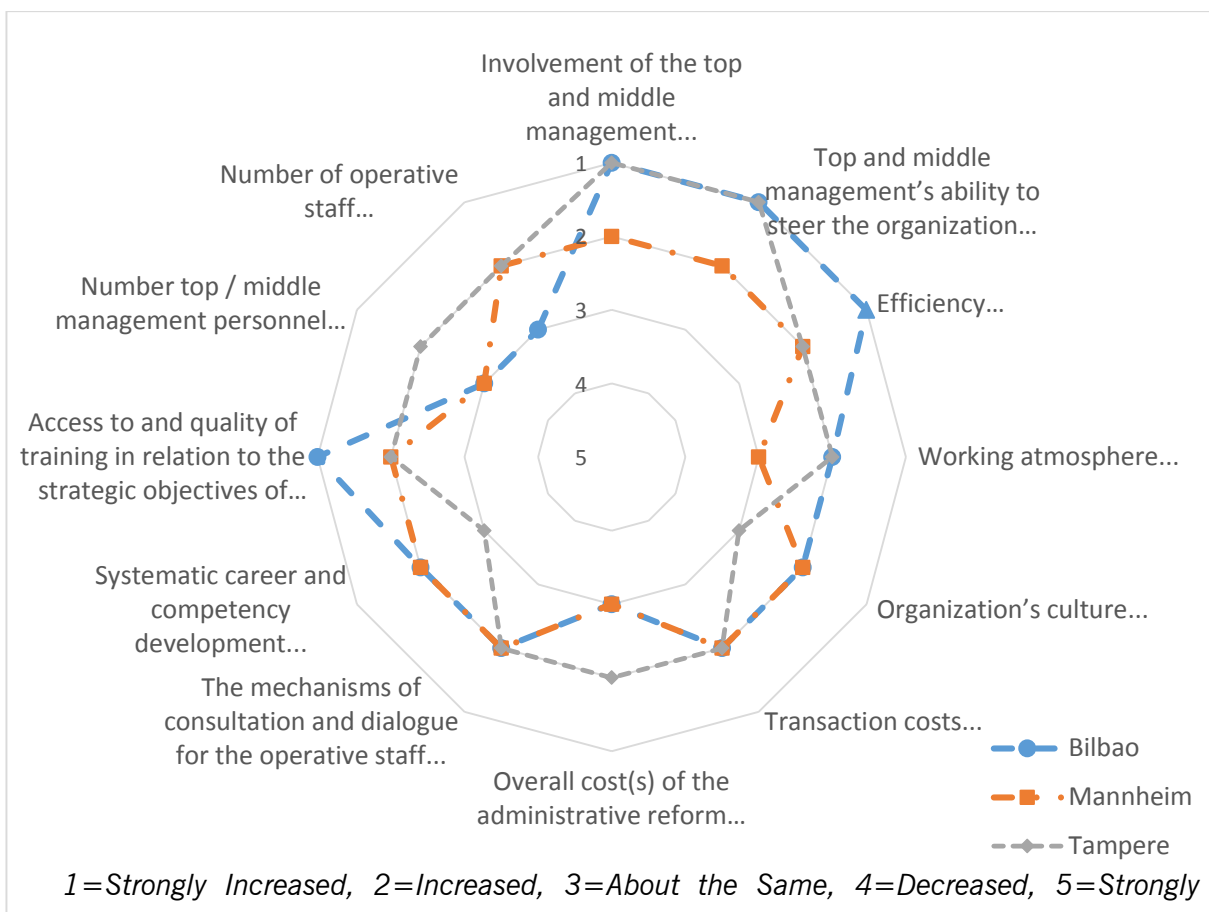 Involvement of the top
and middle
management...
Top and middle
management's ability to
steer the organization...
Efficiency...
Working atmosphere...
Organization's culture...
Transaction costs...
Overall cost(s) of the
administrative reform...
The mechanisms of
consultation and dialogue
for the operative staff...
Systematic career and
competency
development...
Access to and quality of
training in relation to the
strategic objectives of...
Number top / middle
management personnel...
Number of operative
staff...
1
2
3
4
5
Bilbao
Mannheim
Tampere
1=Strongly Increased, 2=Increased, 3=About the Same, 4=Decreased, 5=Strongly